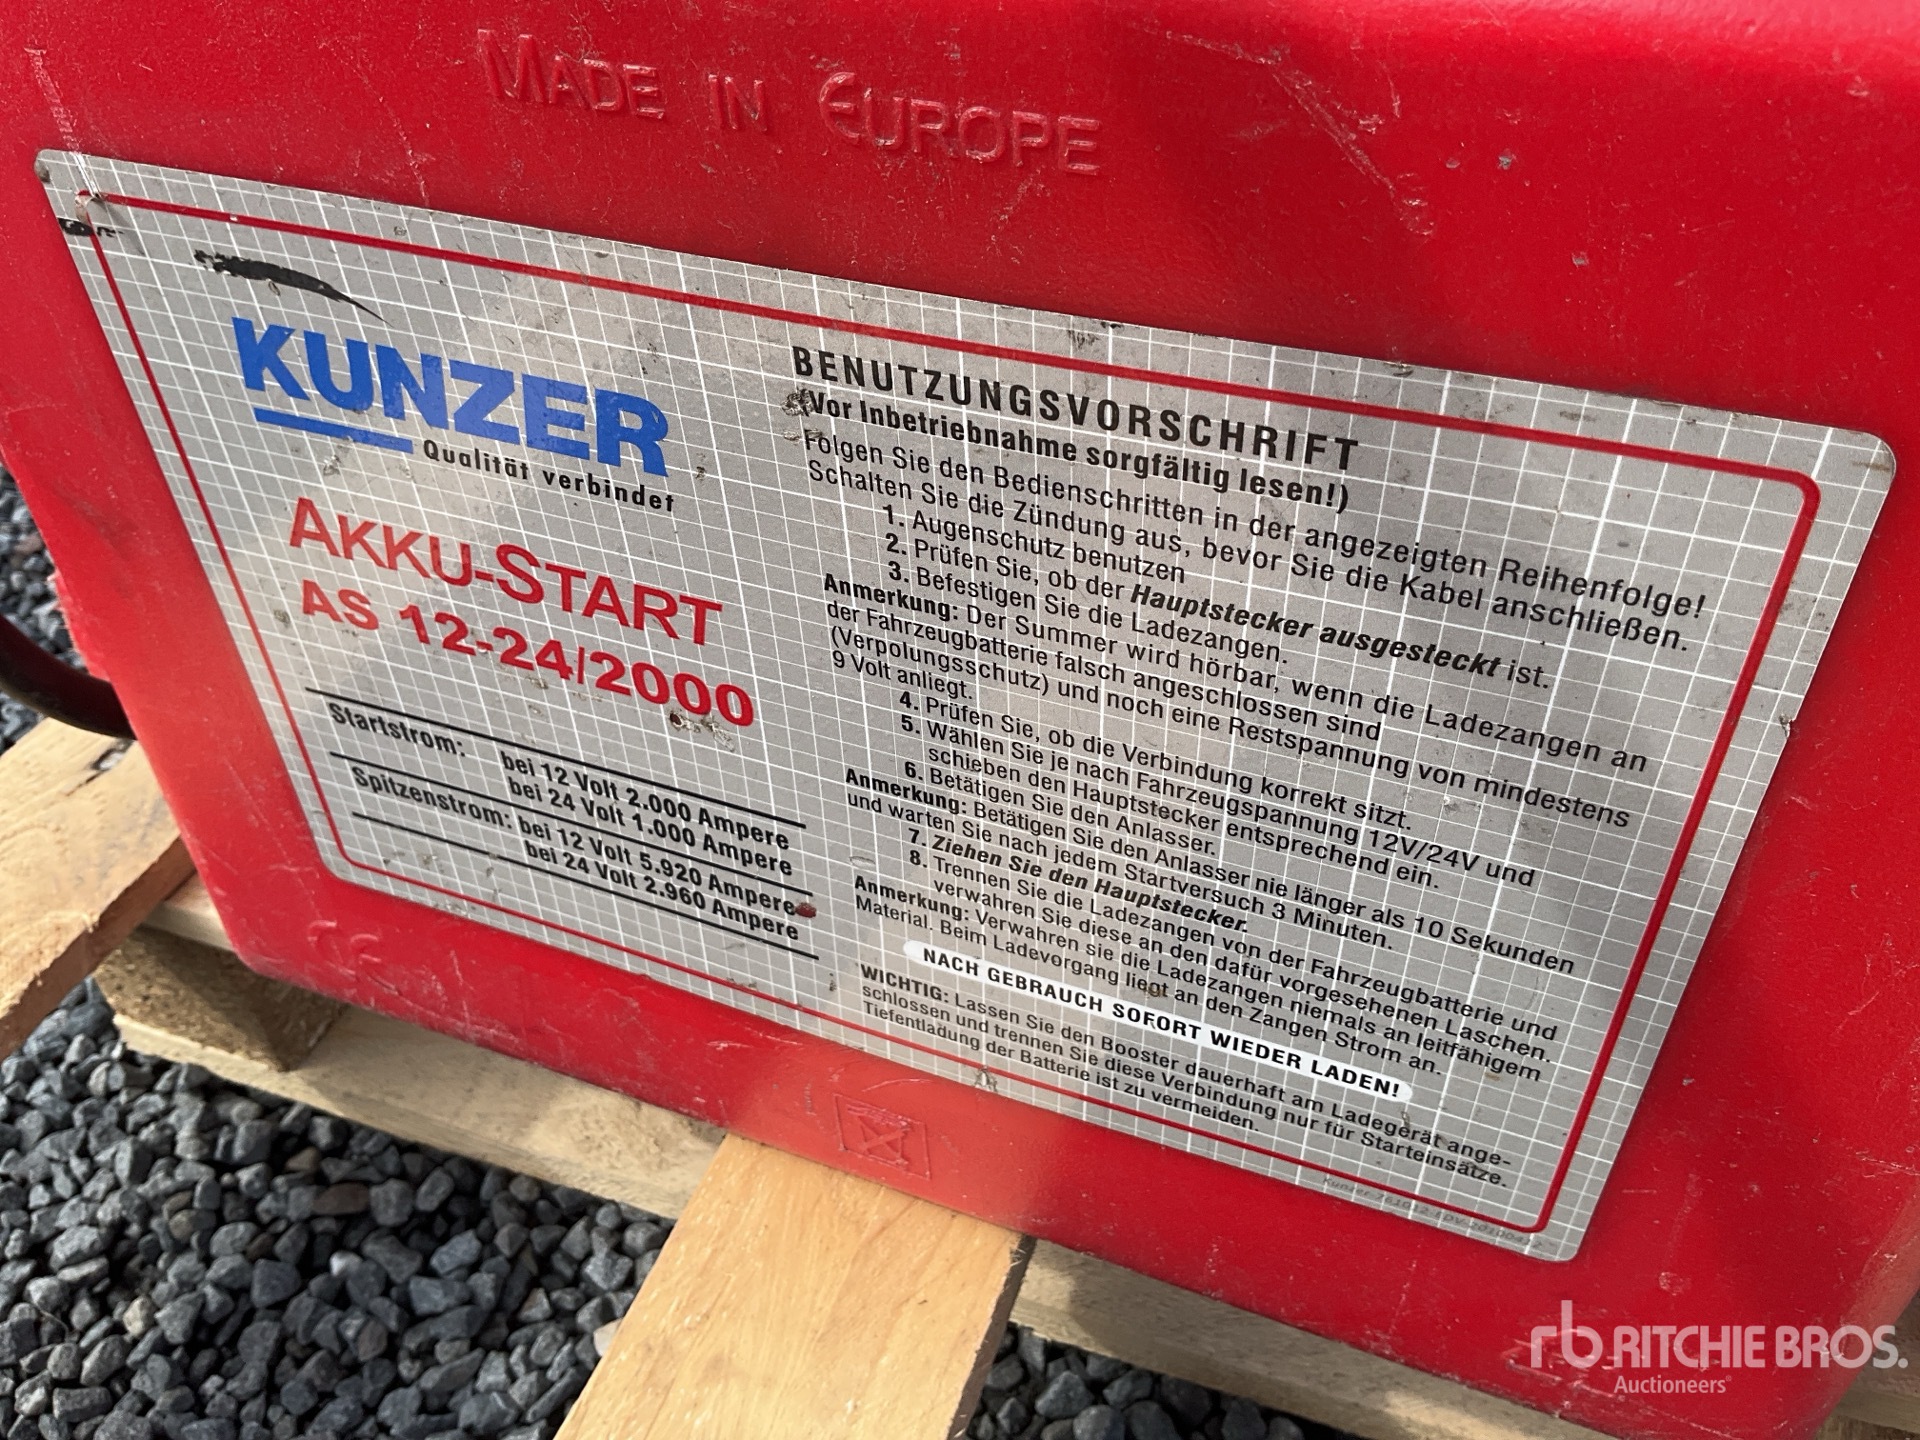 MADE IN EUROPE
KUNZER
Qualität verbindet
AKKU-START
AS 12-24/2000
Startstrom: bei 12 Volt 2.000 Ampere
bei 24 Volt 1.000 Ampere
Spitzenstrom: bei 12 Volt 5.920 Ampere
bei 24 Volt 2.960 Ampere
BENUTZUNGSVORSCHRIFT
(Vor Inbetriebnahme sorgfältig lesen!)
Folgen Sie den Bedienschritten in der angezeigten Reihenfolge!
Schalten Sie die Zündung aus, bevor Sie die Kabel anschließen.
1. Augenschutz benutzen
2. Prüfen Sie, ob der Hauptstecker ausgesteckt ist.
3. Befestigen Sie die Ladezangen.
Anmerkung: Der Summer wird hörbar, wenn die Ladezangen an
der Fahrzeugbatterie falsch angeschlossen sind
(Verpolungsschutz) und noch eine Restspannung von mindestens
9 Volt anliegt.
4. Prüfen Sie, ob die Verbindung korrekt sitzt.
5. Wählen Sie je nach Fahrzeugspannung 12V/24V und
schieben den Hauptstecker entsprechend ein.
6. Betätigen Sie den Anlasser.
Anmerkung: Betätigen Sie den Anlasser nie länger als 10 Sekunden
und warten Sie nach jedem Startversuch 3 Minuten.
7. Ziehen Sie den Hauptstecker.
8. Trennen Sie die Ladezangen von der Fahrzeugbatterie und
verwahren Sie diese an den dafür vorgesehenen Laschen.
Anmerkung: Verwahren sie die Ladezangen niemals an leitfähigem
Material. Beim Ladevorgang liegt an den Zangen Strom an.
NACH GEBRAUCH SOFORT WIEDER LADEN!
WICHTIG: Lassen Sie den Booster dauerhaft am Ladegerät ange-
schlossen und trennen Sie diese Verbindung nur für Starteinsätze.
Tiefentladung der Batterie ist zu vermeiden.
CE
rb RITCHIE BROS.
Auctioneers